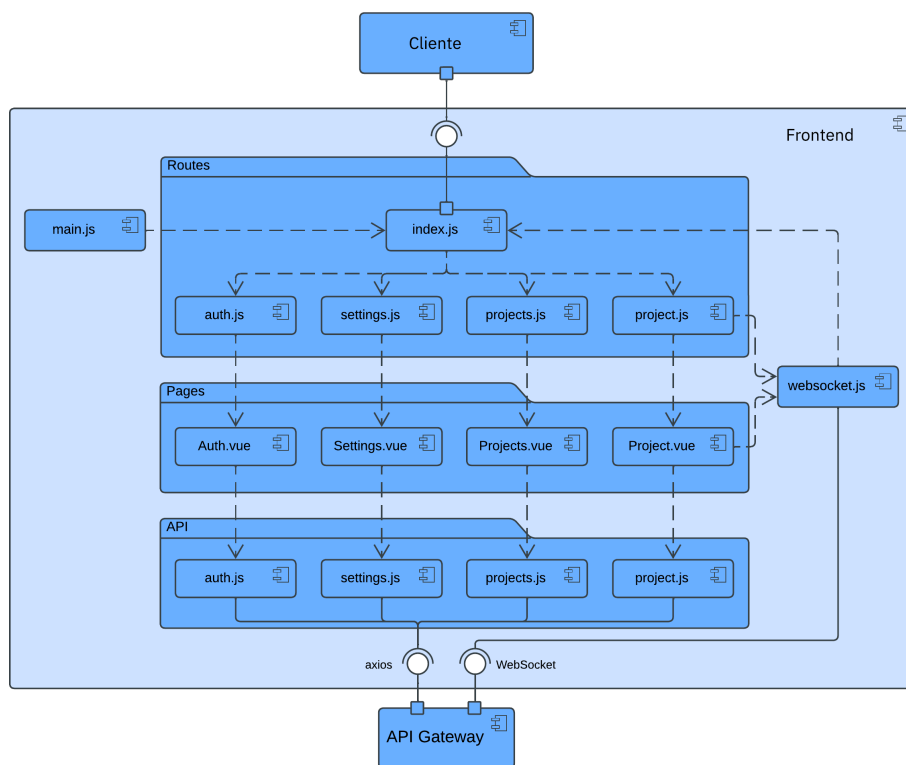 Cliente
Frontend
Routes
main.js
index.js
auth.js
settings.js
projects.js
project.js
websocket.js
Pages
Auth.vue
Settings.vue
Projects.vue
Project.vue
API
auth.js
settings.js
projects.js
project.js
axios
WebSocket
API Gateway